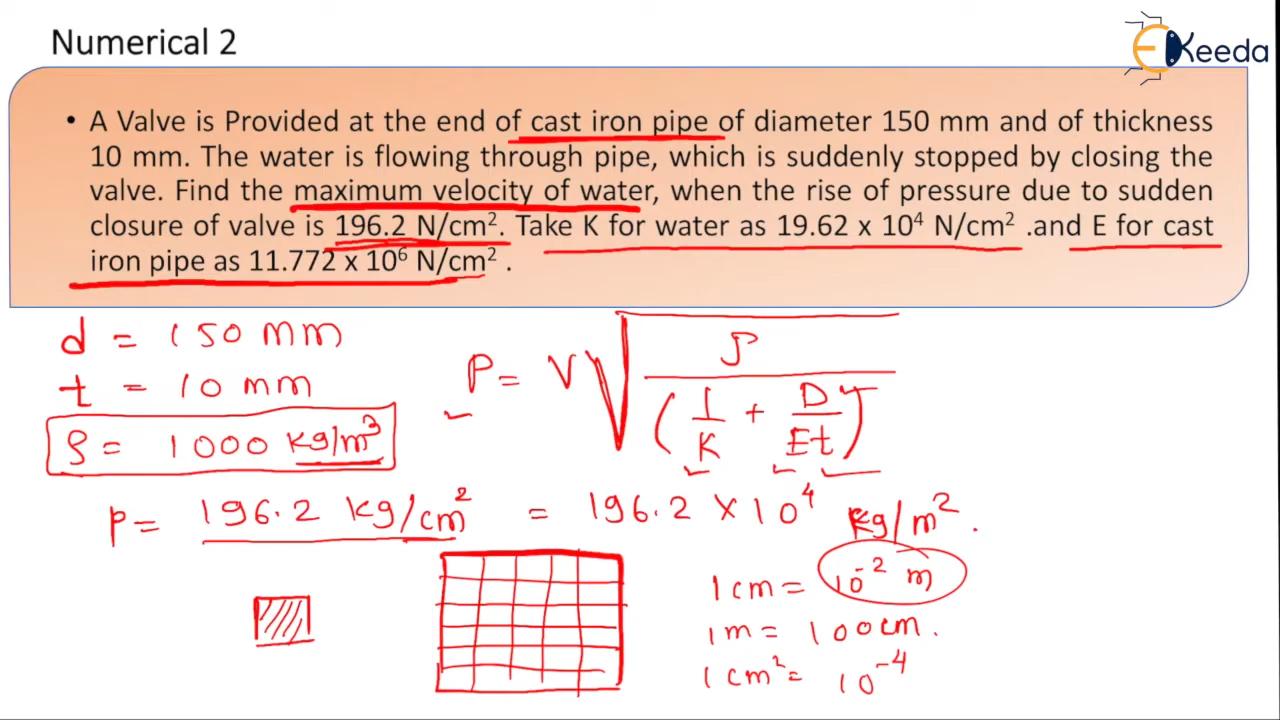 Numerical 2
EKeeda
• A Valve is Provided at the end of cast iron pipe of diameter 150 mm and of thickness
10 mm. The water is flowing through pipe, which is suddenly stopped by closing the
valve. Find the maximum velocity of water, when the rise of pressure due to sudden
closure of valve is 196.2 N/cm². Take K for water as 19.62 x 10⁴ N/cm² .and E for cast
iron pipe as 11.772 x 10⁶ N/cm² .
d = 150 mm
t = 10 mm
ρ = 1000 kg/m³
P = V √(ρ / (1/K + D/Et))
P = 196.2 kg/cm² = 196.2 × 10⁴ kg/m².
1 cm = 10⁻² m
1m = 100cm.
1 cm² = 10⁻⁴